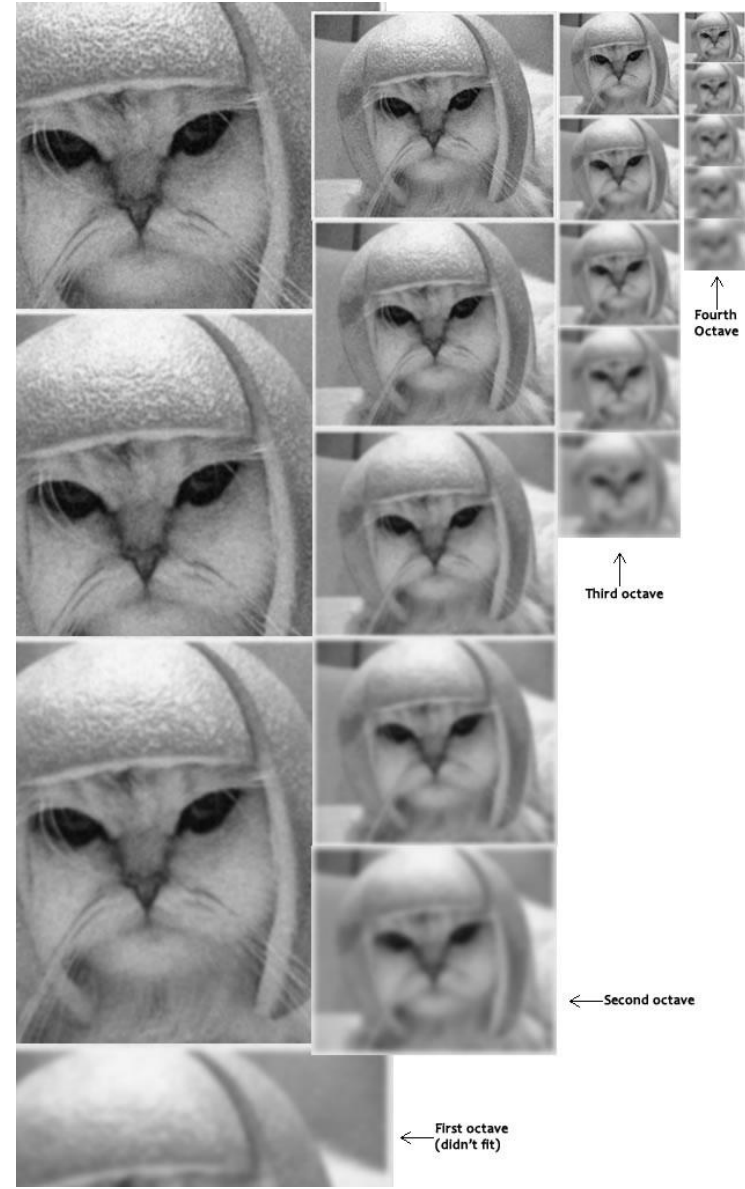 Fourth
Octave
Third octave
Second octave
First octave
(didn't fit)